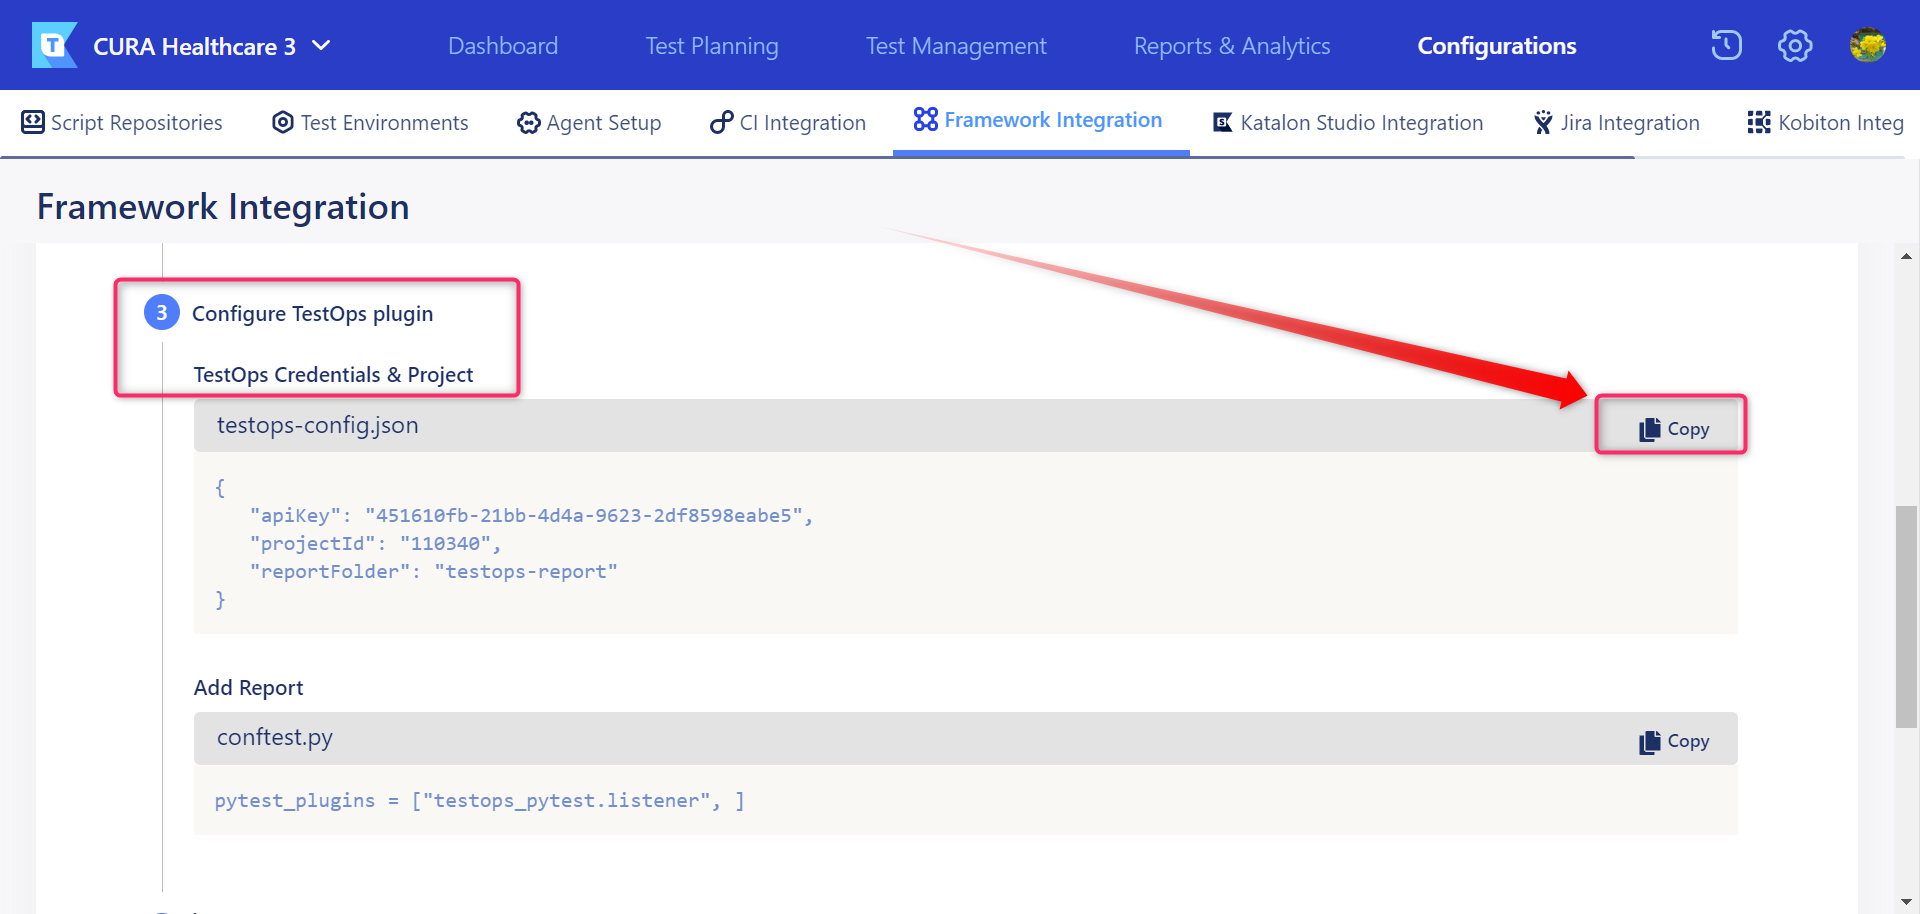 T CURA Healthcare 3 Dashboard Test Planning Test Management Reports & Analytics Configurations
Script Repositories Test Environments Agent Setup CI Integration Framework Integration Katalon Studio Integration Jira Integration Kobiton Integ
Framework Integration
3 Configure TestOps plugin
TestOps Credentials & Project
testops-config.json Copy
{
"apiKey": "451610fb-21bb-4d4a-9623-2df8598eabe5",
"projectId": "110340",
"reportFolder": "testops-report"
}
Add Report
conftest.py Copy
pytest_plugins = ["testops_pytest.listener", ]